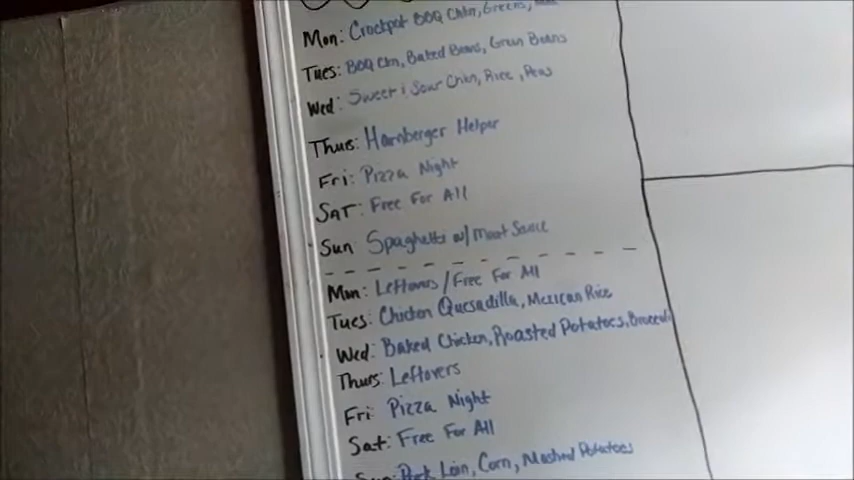 Mon: Crockpot BBQ Chkn, Greens,
Tues: BBQ Ckn, Baked Beans, Green Beans
Wed: Sweet & Sour Chkn, Rice, Peas
Thurs: Hamburger Helper
Fri: Pizza Night
Sat: Free For All
Sun: Spaghetti w/ Meat Sauce
Mon: Leftovers / Free For All
Tues: Chicken Quesadilla, Mexican Rice
Wed: Baked Chicken, Roasted Potatoes, Broccoli
Thurs: Leftovers
Fri: Pizza Night
Sat: Free For All
Sun: Pork Loin, Corn, Mashed Potatoes